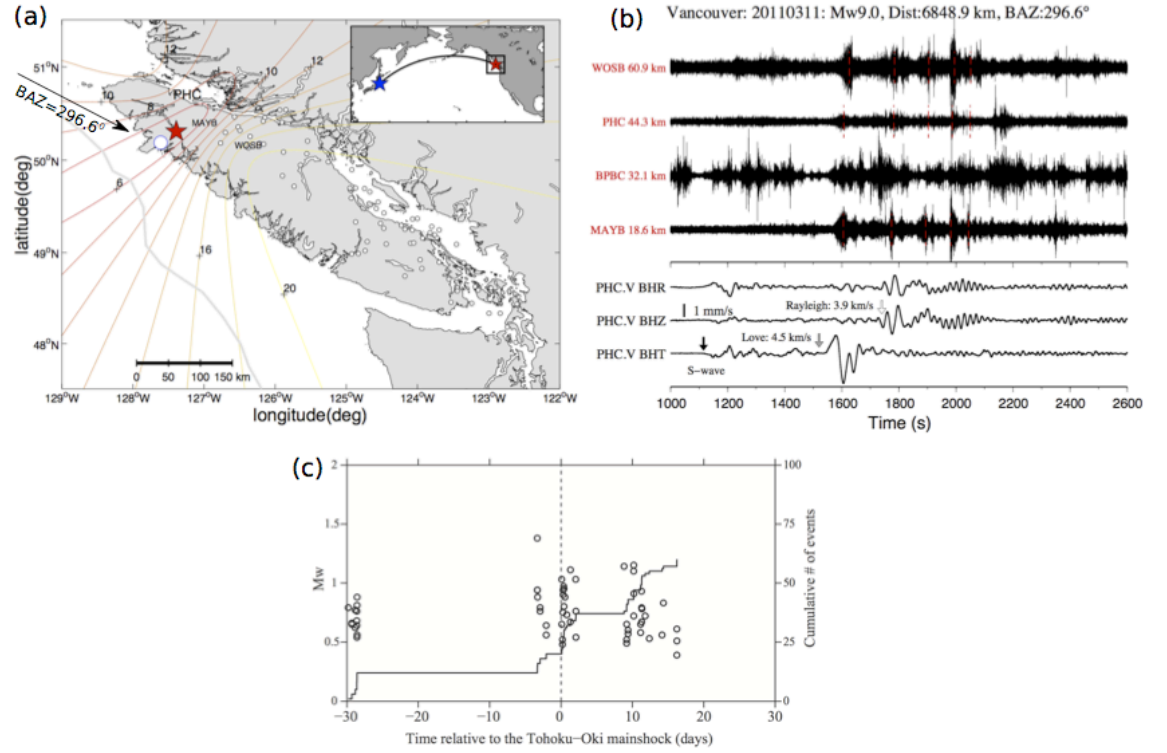 (a)
51°N
50°N
49°N
48°N
latitude(deg)
129°W
128°W
127°W
126°W
125°W
124°W
123°W
122°W
longitude(deg)
BAZ=296.6°
12
10
12
10
8
PHC
MAYB
WOSB
6
16
20
0 50 100 150 km
(b)
Vancouver: 20110311: Mw9.0, Dist:6848.9 km, BAZ:296.6°
WOSB 60.9 km
PHC 44.3 km
BPBC 32.1 km
MAYB 18.6 km
PHC.V BHR
Rayleigh: 3.9 km/s
1 mm/s
PHC.V BHZ
Love: 4.5 km/s
PHC.V BHT
S-wave
1000 1200 1400 1600 1800 2000 2200 2400 2600
Time (s)
(c)
2
1.5
1
0.5
0
Mw
100
75
50
25
0
Cumulative # of events
−30 −20 −10 0 10 20 30
Time relative to the Tohoku−Oki mainshock (days)